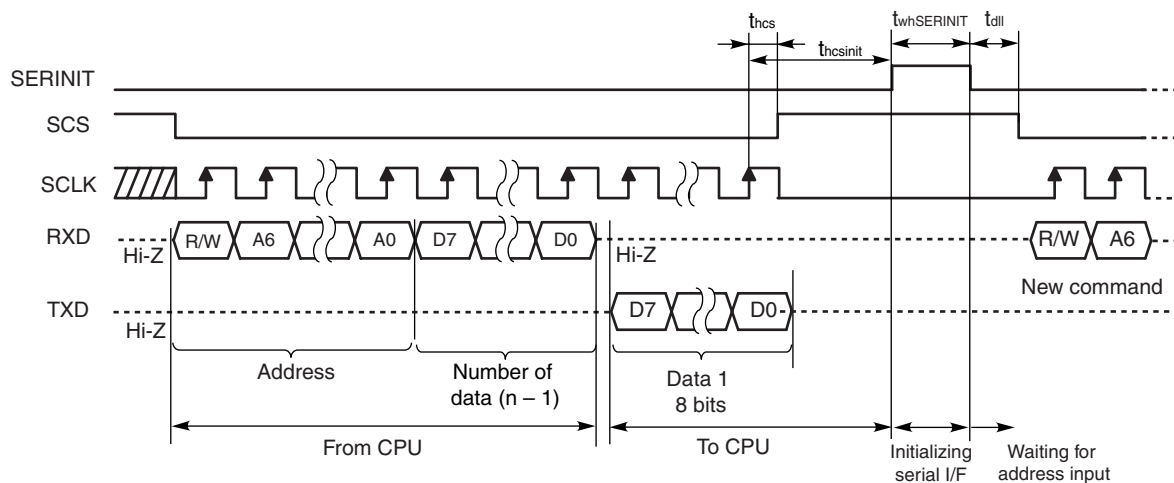 thcs
twhSERINIT
tdll
thcsinit
SERINIT
SCS
SCLK
RXD
Hi-Z
R/W
A6
A0
D7
D0
Hi-Z
R/W
A6
New command
TXD
Hi-Z
D7
D0
Address
Number of
data (n – 1)
Data 1
8 bits
From CPU
To CPU
Initializing
serial I/F
Waiting for
address input